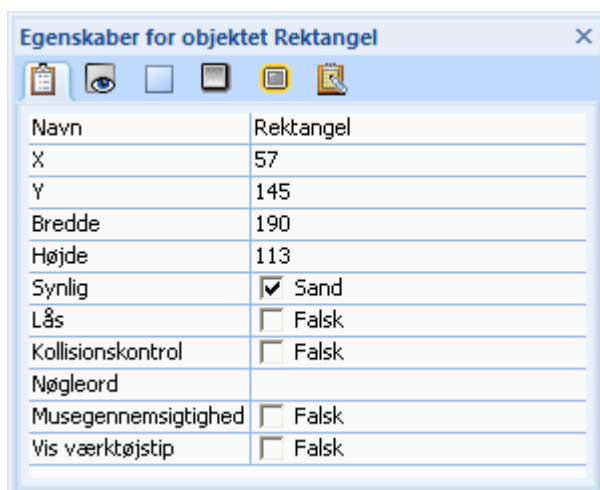 Egenskaber for objektet Rektangel
Navn Rektangel
X 57
Y 145
Bredde 190
Højde 113
Synlig Sand
Lås Falsk
Kollisionskontrol Falsk
Nøgleord
Musegennemsigtighed Falsk
Vis værktøjstip Falsk